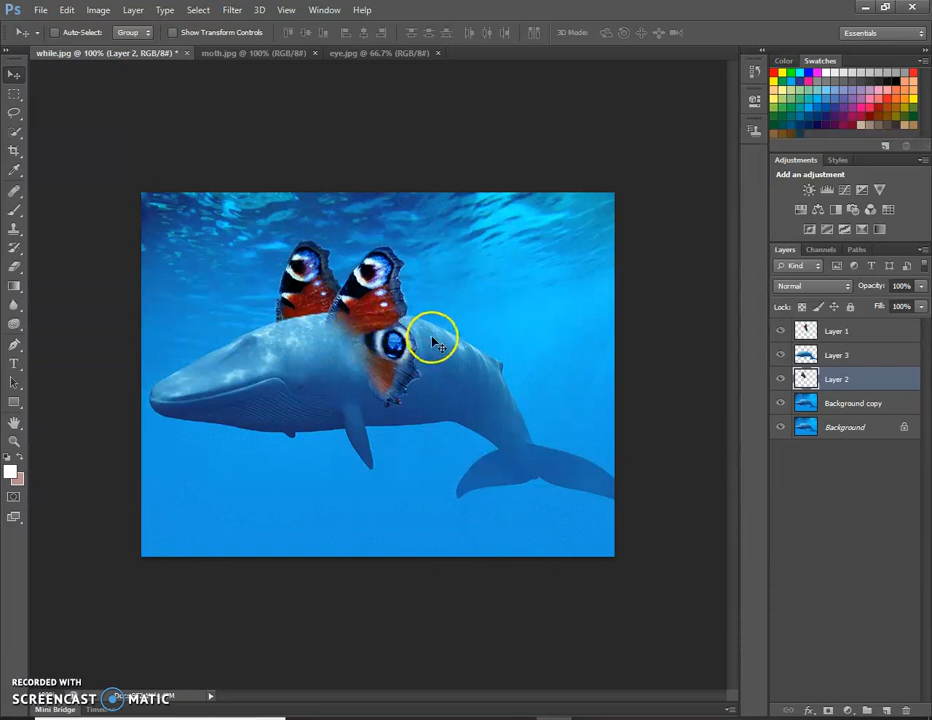 Ps File Edit Image Layer Type Select Filter 3D View Window Help
Auto-Select: Group Show Transform Controls 3D Mode: Essentials
while.jpg @ 100% (Layer 2, RGB/8#) * × moth.jpg @ 100% (RGB/8#) × eye.jpg @ 66.7% (RGB/8#) ×
Color Swatches
Adjustments Styles
Add an adjustment
Layers Channels Paths
Kind
Normal Opacity: 100%
Lock: Fill: 100%
Layer 1
Layer 3
Layer 2
Background copy
Background
RECORDED WITH
SCREENCAST MATIC
Mini Bridge